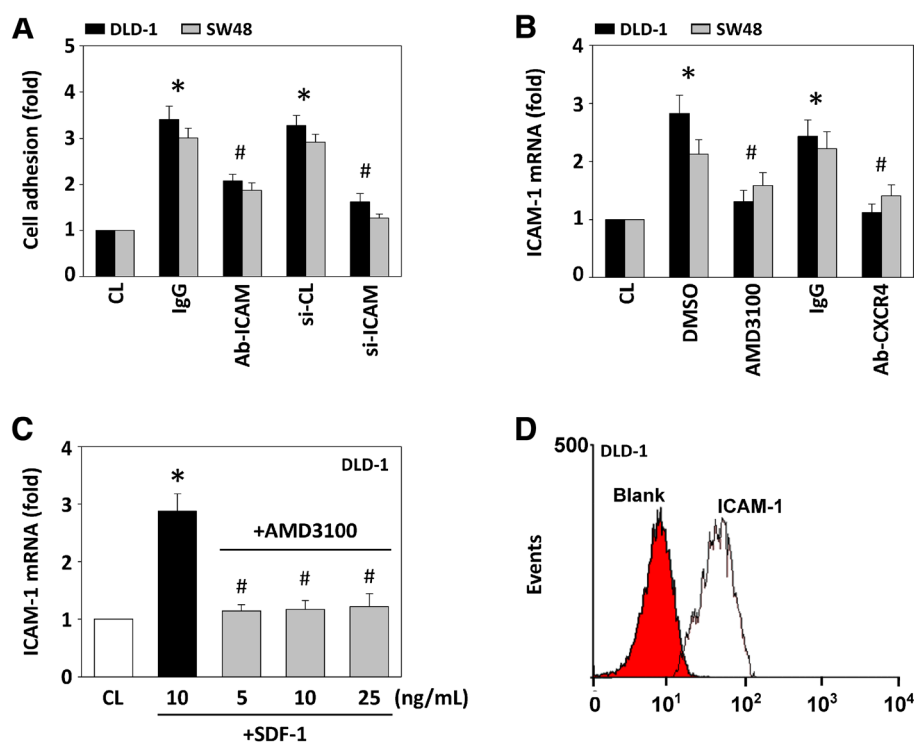 A
DLD-1 SW48
Cell adhesion (fold)
5
4
3
2
1
0
* # * #
CL IgG Ab-ICAM si-CL si-ICAM
B
DLD-1 SW48
ICAM-1 mRNA (fold)
4
3
2
1
0
* # * #
CL DMSO AMD3100 IgG Ab-CXCR4
C
DLD-1
ICAM-1 mRNA (fold)
4
3
2
1
0
*
+AMD3100
# # #
CL 10 5 10 25 (ng/mL)
+SDF-1
D
500
DLD-1
Blank ICAM-1
Events
0 10¹ 10² 10³ 10⁴